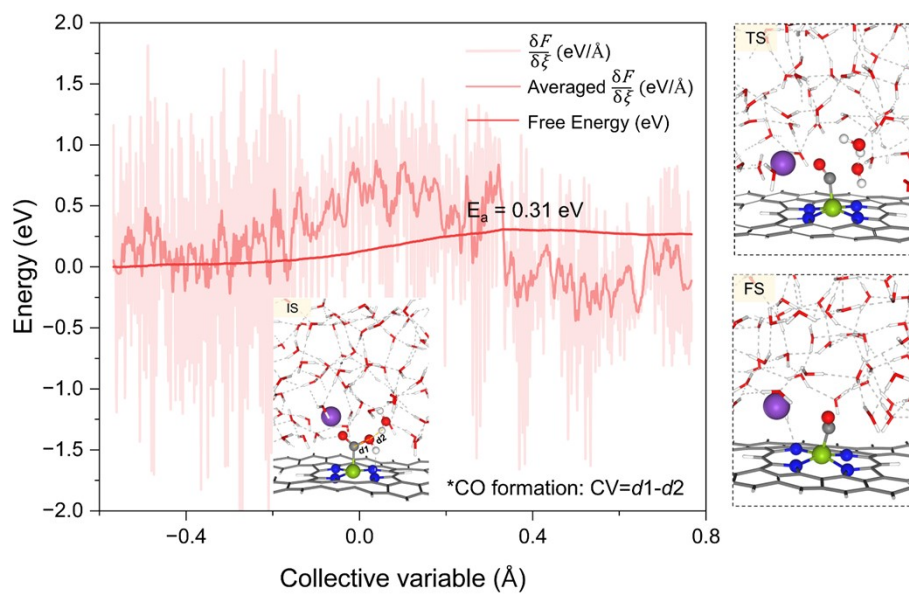 Energy (eV)
2.0
1.5
1.0
0.5
0.0
−0.5
−1.0
−1.5
−2.0
δF/δξ (eV/Å)
Averaged δF/δξ (eV/Å)
Free Energy (eV)
Eₐ = 0.31 eV
IS
d1
d2
*CO formation: CV=d1-d2
−0.4
0.0
0.4
0.8
Collective variable (Å)
TS
FS